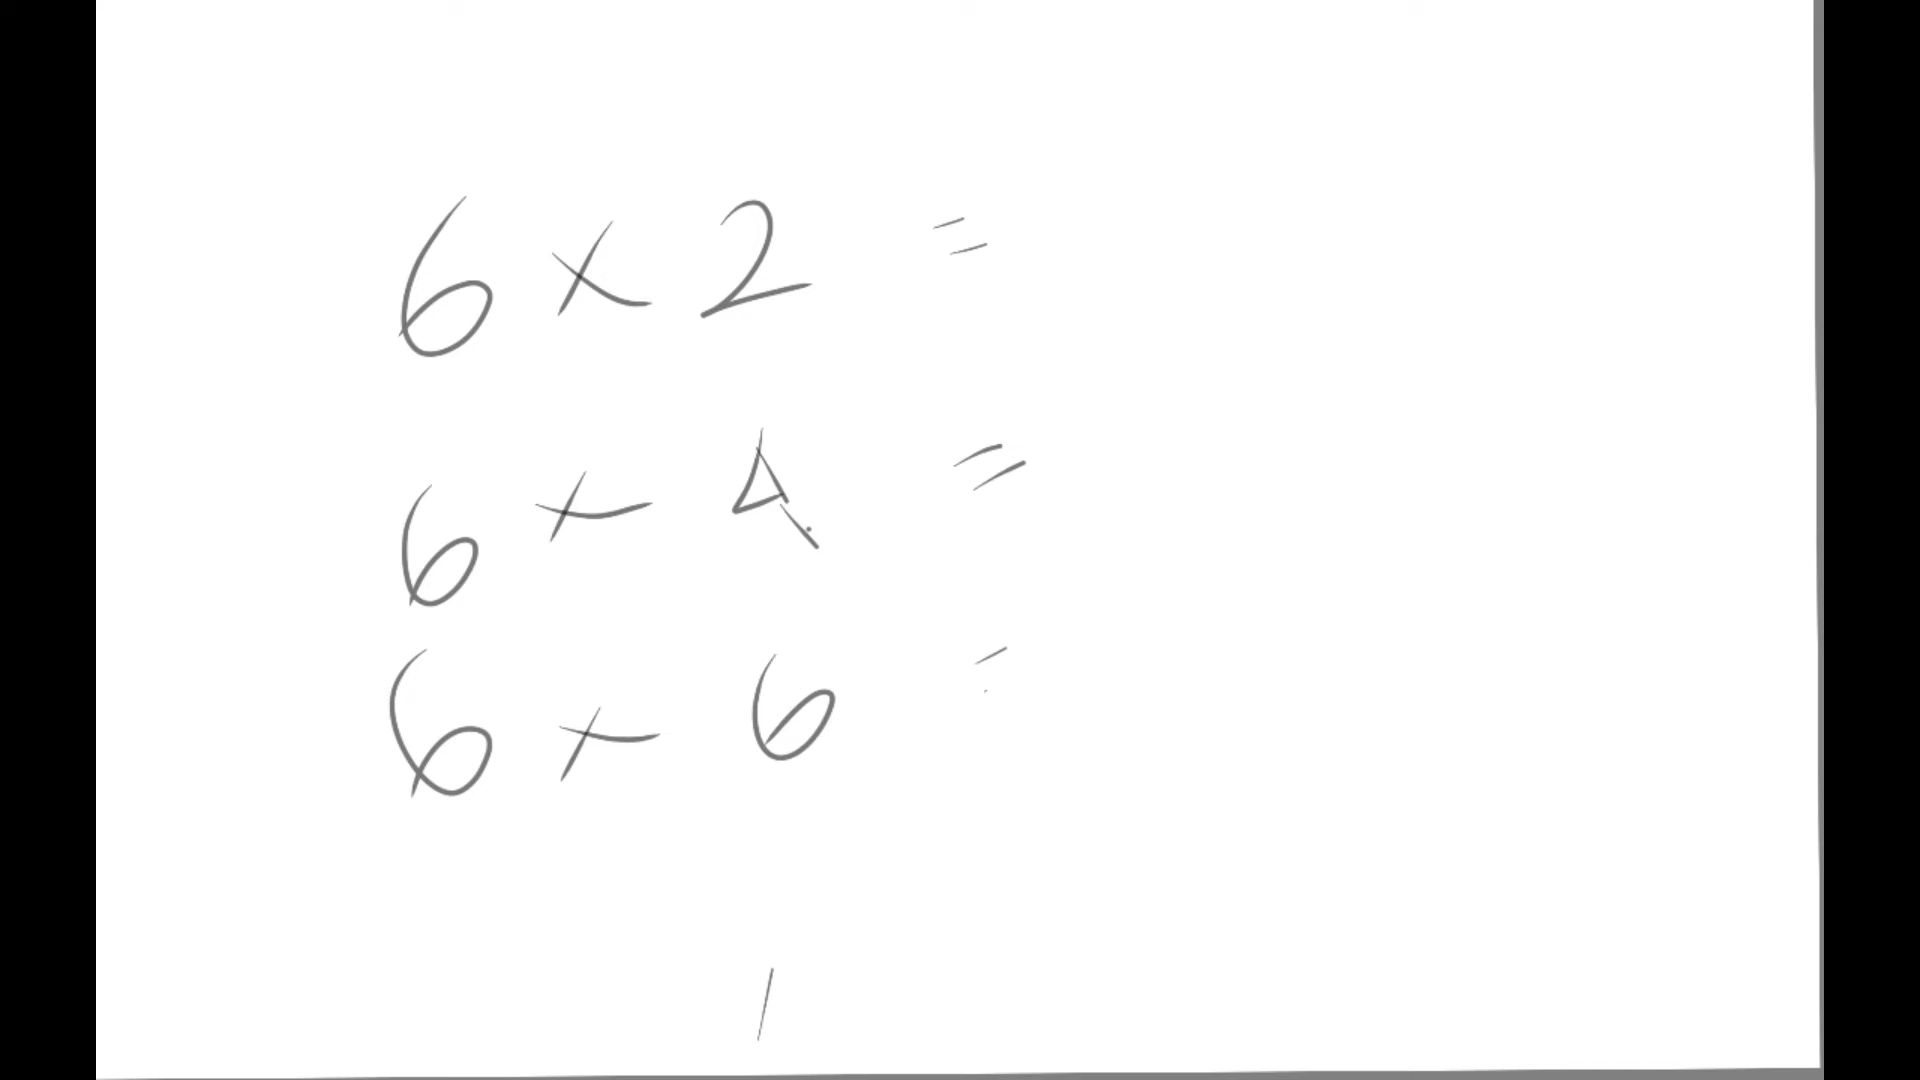 6 × 2 =
6 × 4 =
6 × 6 =